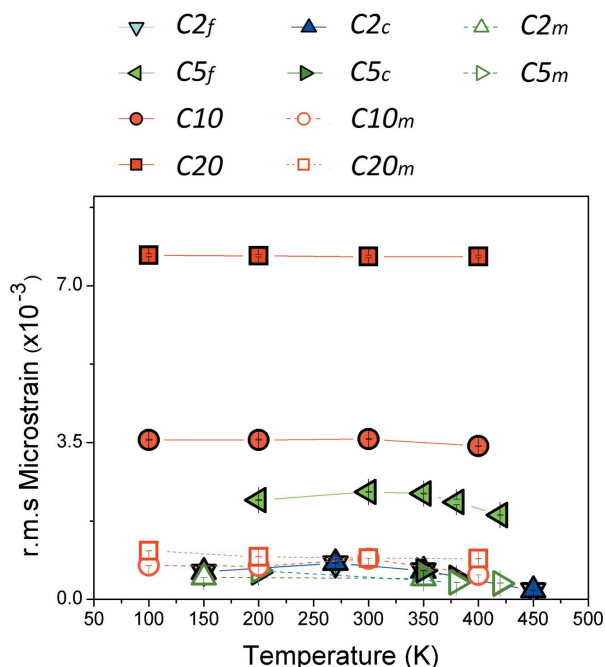 C2f C2c C2m
C5f C5c C5m
C10 C10m
C20 C20m
7.0
3.5
0.0
r.m.s Microstrain (x10⁻³)
50 100 150 200 250 300 350 400 450 500
Temperature (K)